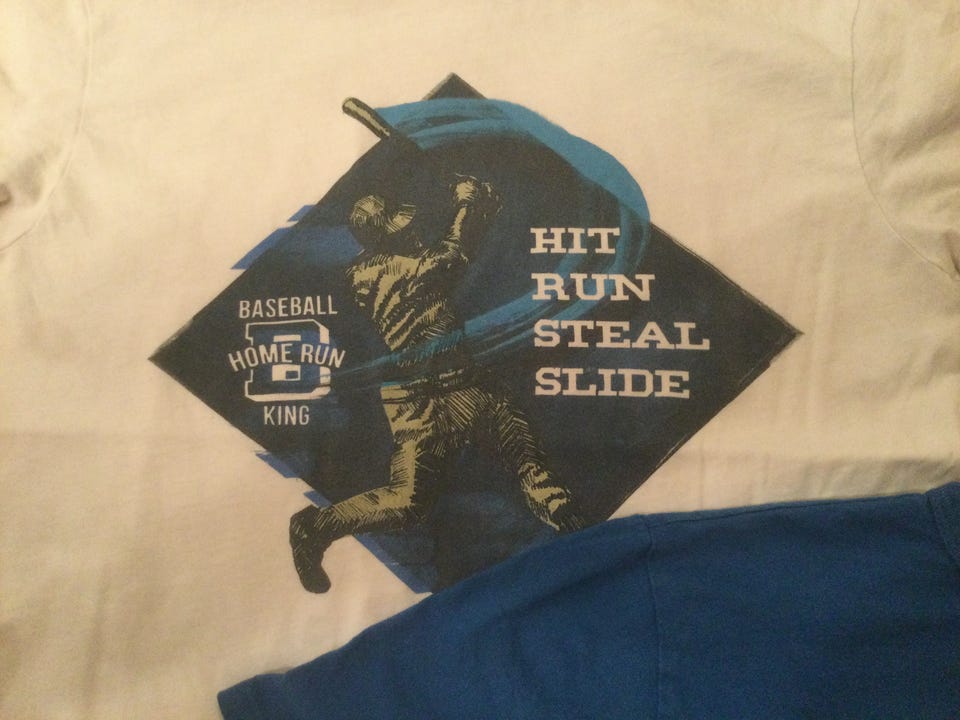 BASEBALL
B
HOME RUN
KING
HIT
RUN
STEAL
SLIDE